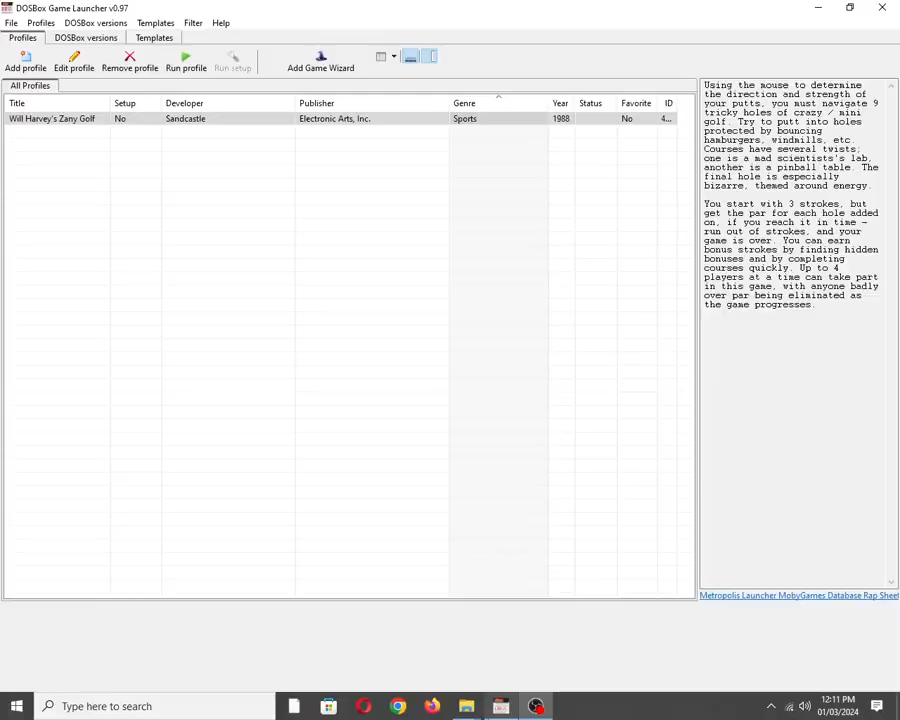 DOSBox Game Launcher v0.97
File Profiles DOSBox versions Templates Filter Help
Profiles DOSBox versions Templates
Add profile Edit profile Remove profile Run profile Run setup Add Game Wizard
All Profiles
Title Setup Developer Publisher Genre Year Status Favorite ID
Will Harvey's Zany Golf No Sandcastle Electronic Arts, Inc. Sports 1988 No 4...
Using the mouse to determine
the direction and strength of
your putts, you must navigate 9
tricky holes of crazy / mini
golf. Try to putt into holes
protected by bouncing
hamburgers, windmills, etc.
Courses have several twists;
one is a mad scientists's lab,
another is a pinball table. The
final hole is especially
bizarre, themed around energy.
You start with 3 strokes, but
get the par for each hole added
on, if you reach it in time -
run out of strokes, and your
game is over. You can earn
bonus strokes by finding hidden
bonuses and by completing
courses quickly. Up to 4
players at a time can take part
in this game, with anyone badly
over par being eliminated as
the game progresses.
Metropolis Launcher MobyGames Database Rap Sheet
Type here to search
12:11 PM
01/03/2024